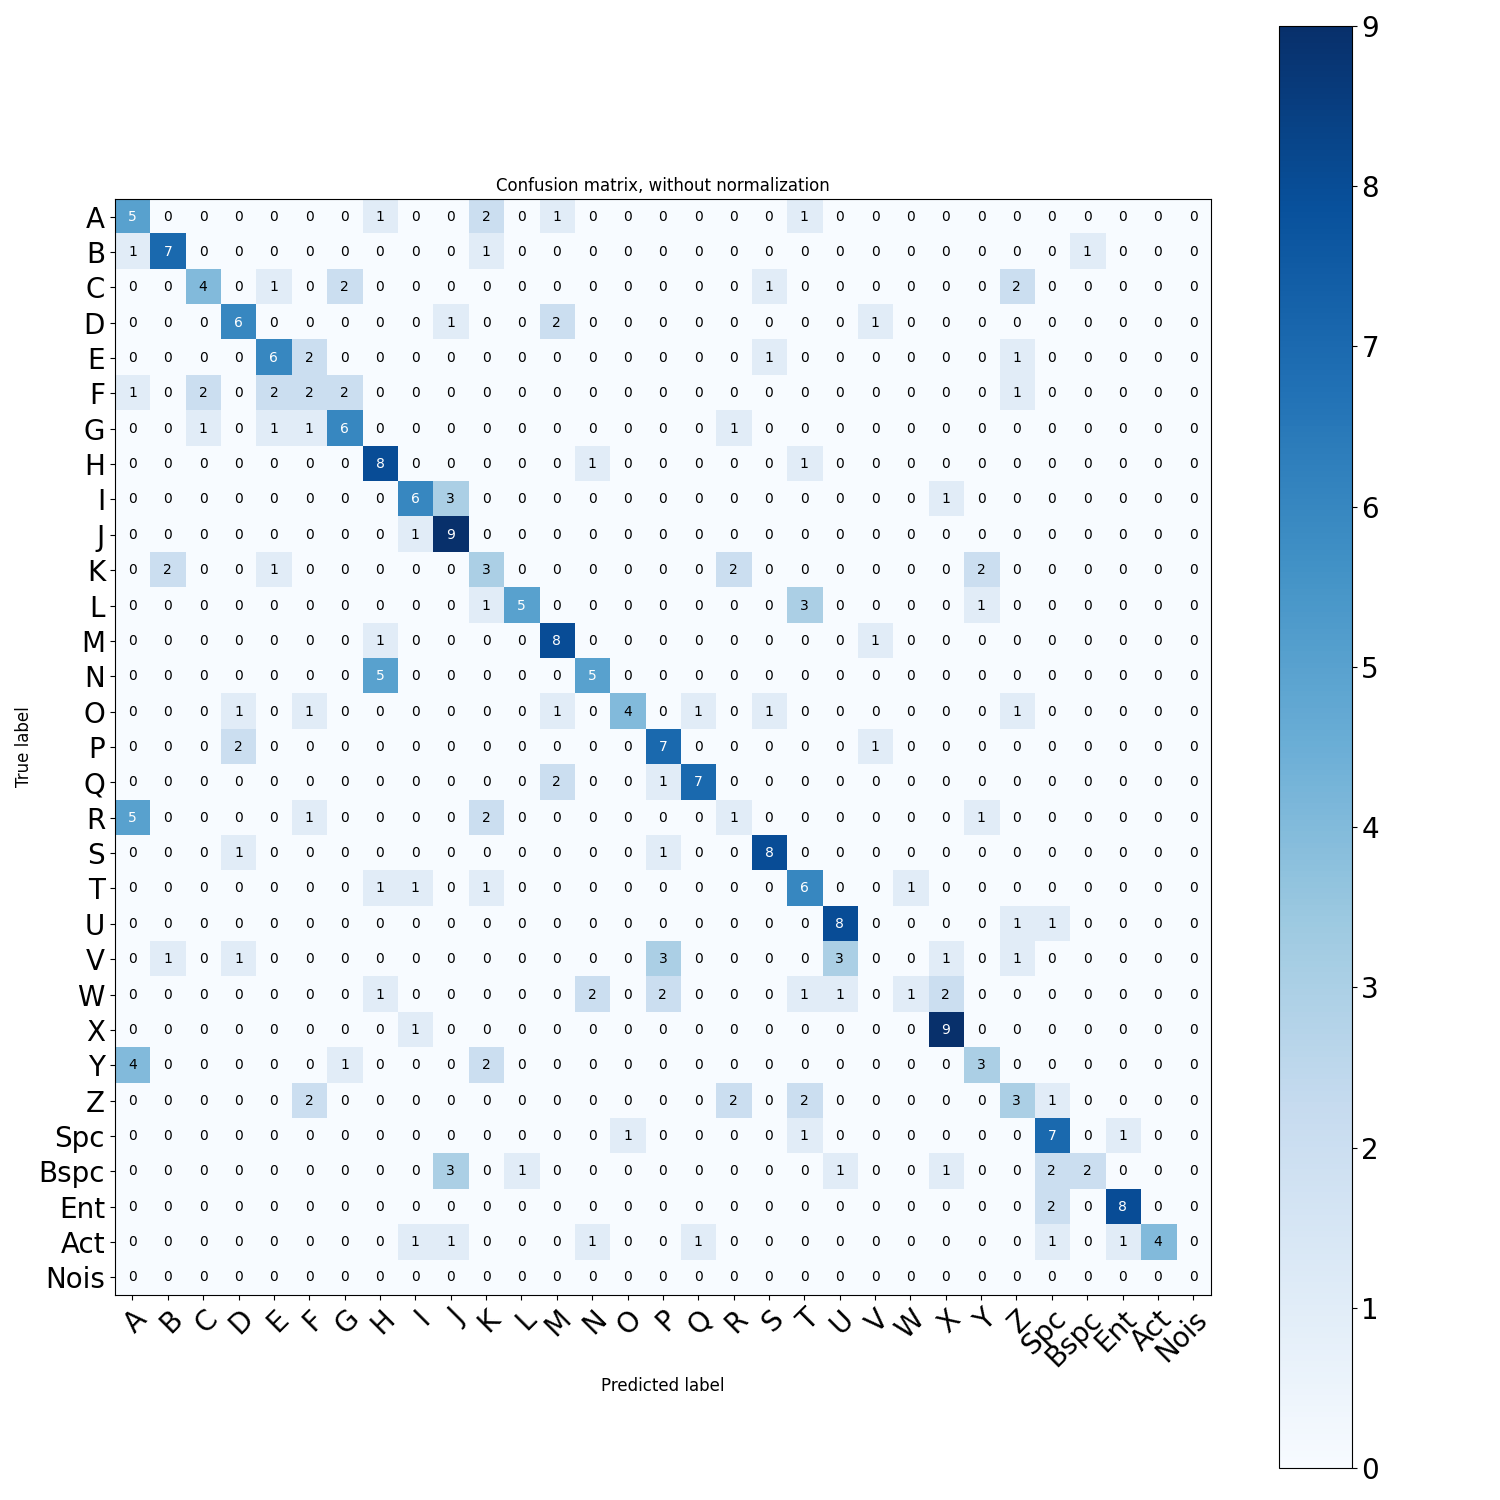 Confusion matrix, without normalization
A 5 0 0 0 0 0 0 1 0 0 2 0 1 0 0 0 0 0 0 1 0 0 0 0 0 0 0 0 0 0 0
B 1 7 0 0 0 0 0 0 0 0 1 0 0 0 0 0 0 0 0 0 0 0 0 0 0 0 0 1 0 0 0
C 0 0 4 0 1 0 2 0 0 0 0 0 0 0 0 0 0 0 1 0 0 0 0 0 0 2 0 0 0 0 0
D 0 0 0 6 0 0 0 0 0 1 0 0 2 0 0 0 0 0 0 0 0 1 0 0 0 0 0 0 0 0 0
E 0 0 0 0 6 2 0 0 0 0 0 0 0 0 0 0 0 0 1 0 0 0 0 0 0 1 0 0 0 0 0
F 1 0 2 0 2 2 2 0 0 0 0 0 0 0 0 0 0 0 0 0 0 0 0 0 0 1 0 0 0 0 0
G 0 0 1 0 1 1 6 0 0 0 0 0 0 0 0 0 0 1 0 0 0 0 0 0 0 0 0 0 0 0 0
H 0 0 0 0 0 0 0 8 0 0 0 0 0 1 0 0 0 0 0 1 0 0 0 0 0 0 0 0 0 0 0
I 0 0 0 0 0 0 0 0 6 3 0 0 0 0 0 0 0 0 0 0 0 0 0 1 0 0 0 0 0 0 0
J 0 0 0 0 0 0 0 0 1 9 0 0 0 0 0 0 0 0 0 0 0 0 0 0 0 0 0 0 0 0 0
K 0 2 0 0 1 0 0 0 0 0 3 0 0 0 0 0 0 2 0 0 0 0 0 0 2 0 0 0 0 0 0
L 0 0 0 0 0 0 0 0 0 0 1 5 0 0 0 0 0 0 0 3 0 0 0 0 1 0 0 0 0 0 0
M 0 0 0 0 0 0 0 1 0 0 0 0 8 0 0 0 0 0 0 0 0 1 0 0 0 0 0 0 0 0 0
N 0 0 0 0 0 0 0 5 0 0 0 0 0 5 0 0 0 0 0 0 0 0 0 0 0 0 0 0 0 0 0
O 0 0 0 1 0 1 0 0 0 0 0 0 1 0 4 0 1 0 1 0 0 0 0 0 0 1 0 0 0 0 0
P 0 0 0 2 0 0 0 0 0 0 0 0 0 0 0 7 0 0 0 0 0 1 0 0 0 0 0 0 0 0 0
Q 0 0 0 0 0 0 0 0 0 0 0 0 2 0 0 1 7 0 0 0 0 0 0 0 0 0 0 0 0 0 0
R 5 0 0 0 0 1 0 0 0 0 2 0 0 0 0 0 0 1 0 0 0 0 0 0 1 0 0 0 0 0 0
S 0 0 0 1 0 0 0 0 0 0 0 0 0 0 0 1 0 0 8 0 0 0 0 0 0 0 0 0 0 0 0
T 0 0 0 0 0 0 0 1 1 0 1 0 0 0 0 0 0 0 0 6 0 0 1 0 0 0 0 0 0 0 0
U 0 0 0 0 0 0 0 0 0 0 0 0 0 0 0 0 0 0 0 0 8 0 0 0 0 1 1 0 0 0 0
V 0 1 0 1 0 0 0 0 0 0 0 0 0 0 0 3 0 0 0 0 3 0 0 1 0 1 0 0 0 0 0
W 0 0 0 0 0 0 0 1 0 0 0 0 0 2 0 2 0 0 0 1 1 0 1 2 0 0 0 0 0 0 0
X 0 0 0 0 0 0 0 0 1 0 0 0 0 0 0 0 0 0 0 0 0 0 0 9 0 0 0 0 0 0 0
Y 4 0 0 0 0 0 1 0 0 0 2 0 0 0 0 0 0 0 0 0 0 0 0 0 3 0 0 0 0 0 0
Z 0 0 0 0 0 2 0 0 0 0 0 0 0 0 0 0 0 2 0 2 0 0 0 0 0 3 1 0 0 0 0
Spc 0 0 0 0 0 0 0 0 0 0 0 0 0 0 1 0 0 0 0 1 0 0 0 0 0 0 7 0 1 0 0
Bspc 0 0 0 0 0 0 0 0 0 3 0 1 0 0 0 0 0 0 0 0 1 0 0 1 0 0 2 2 0 0 0
Ent 0 0 0 0 0 0 0 0 0 0 0 0 0 0 0 0 0 0 0 0 0 0 0 0 0 0 2 0 8 0 0
Act 0 0 0 0 0 0 0 0 1 1 0 0 0 1 0 0 1 0 0 0 0 0 0 0 0 0 1 0 1 4 0
Nois 0 0 0 0 0 0 0 0 0 0 0 0 0 0 0 0 0 0 0 0 0 0 0 0 0 0 0 0 0 0 0
A B C D E F G H I J K L M N O P Q R S T U V W X Y Z Spc Bspc Ent Act Nois
True label
Predicted label
9
8
7
6
5
4
3
2
1
0